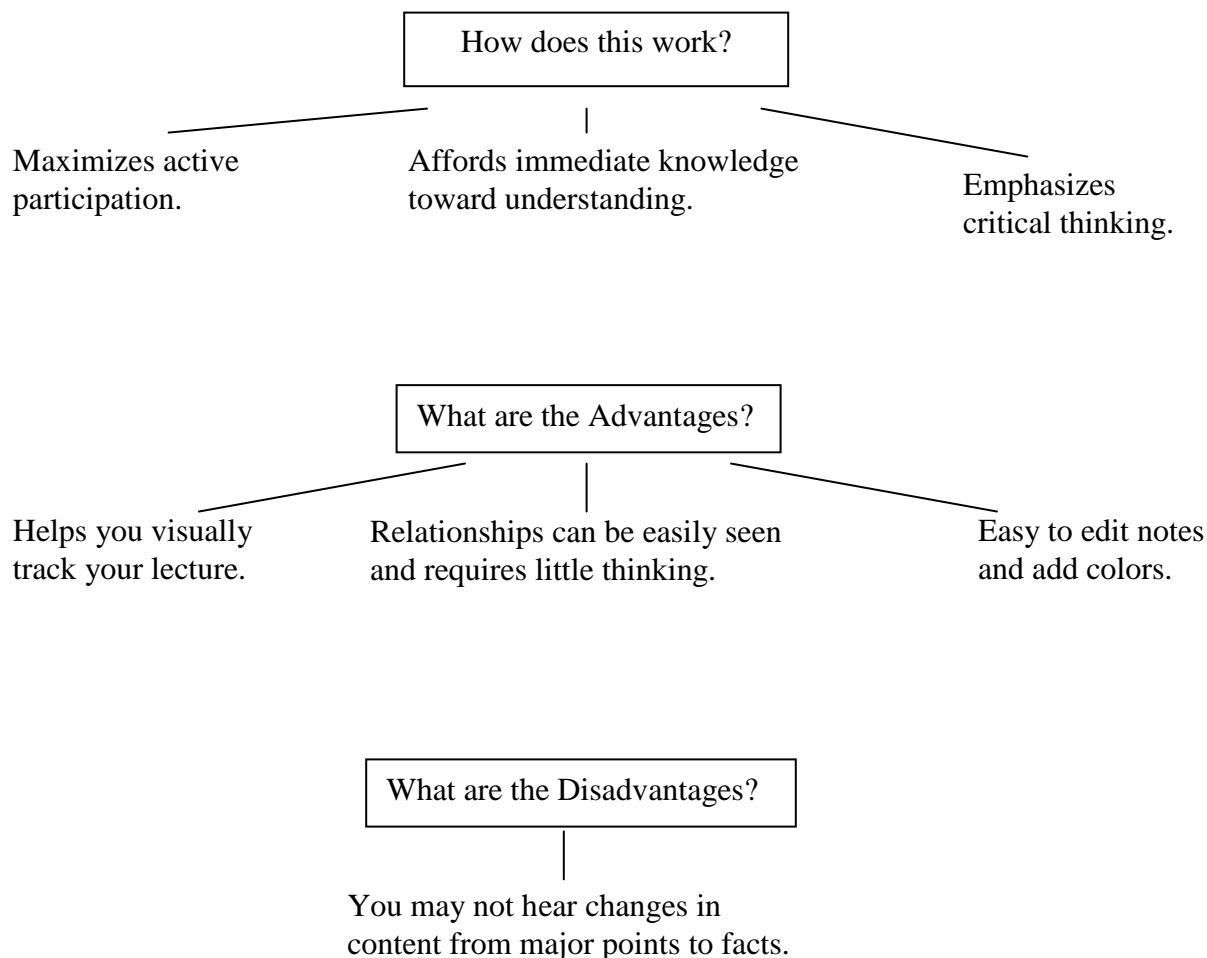 How does this work?
Maximizes active
participation.
Affords immediate knowledge
toward understanding.
Emphasizes
critical thinking.
What are the Advantages?
Helps you visually
track your lecture.
Relationships can be easily seen
and requires little thinking.
Easy to edit notes
and add colors.
What are the Disadvantages?
You may not hear changes in
content from major points to facts.